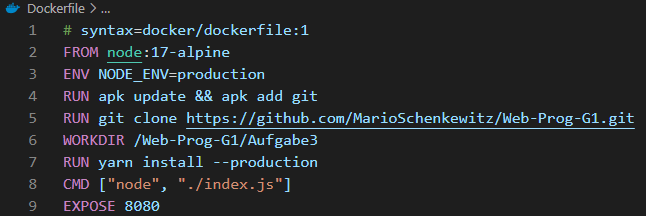 Dockerfile > ...
1 # syntax=docker/dockerfile:1
2 FROM node:17-alpine
3 ENV NODE_ENV=production
4 RUN apk update && apk add git
5 RUN git clone https://github.com/MarioSchenkewitz/Web-Prog-G1.git
6 WORKDIR /Web-Prog-G1/Aufgabe3
7 RUN yarn install --production
8 CMD ["node", "./index.js"]
9 EXPOSE 8080